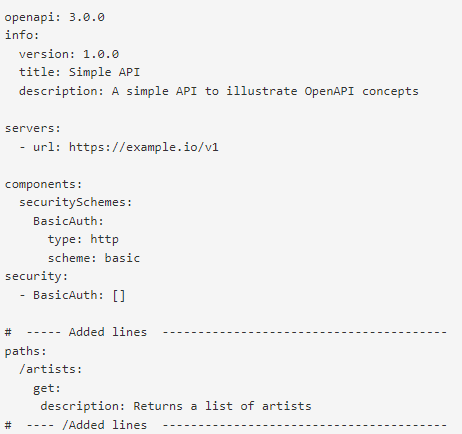 openapi: 3.0.0
info:
  version: 1.0.0
  title: Simple API
  description: A simple API to illustrate OpenAPI concepts

servers:
  - url: https://example.io/v1

components:
  securitySchemes:
    BasicAuth:
      type: http
      scheme: basic
security:
  - BasicAuth: []

#  ----- Added lines  ----------------------------------------
paths:
  /artists:
    get:
     description: Returns a list of artists
#  ---- /Added lines  ----------------------------------------